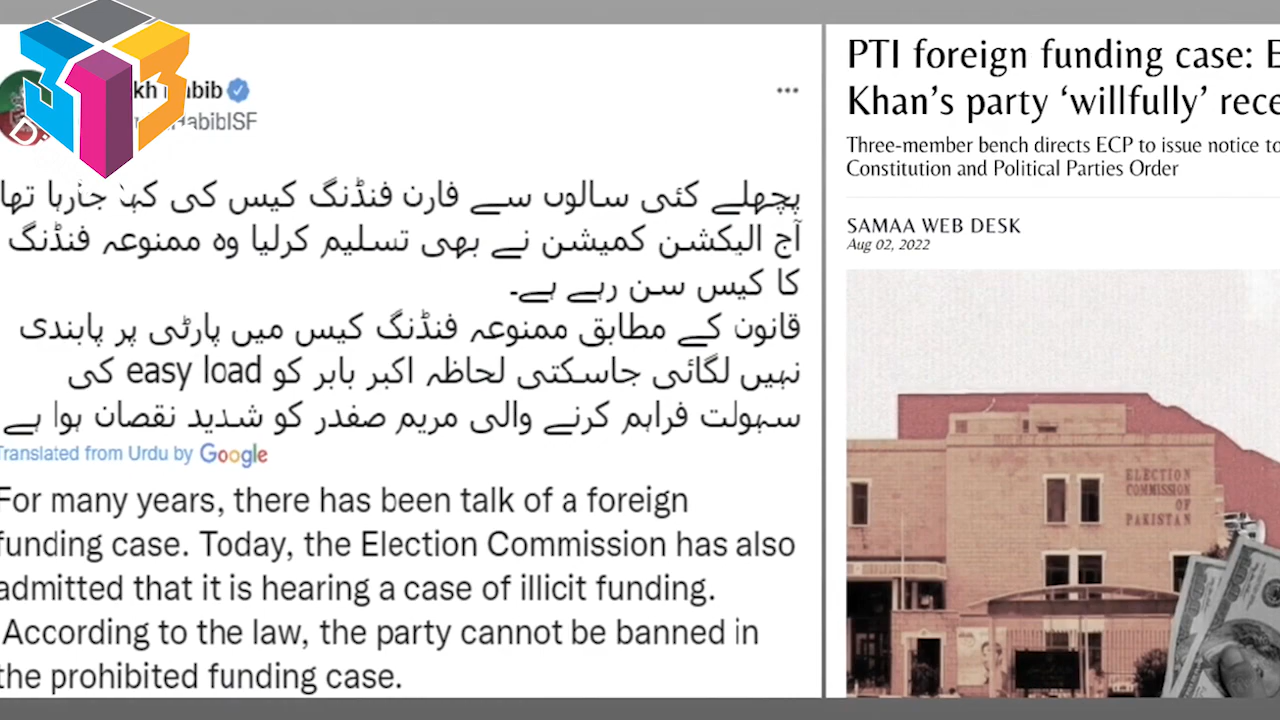 313
HabibISF
پچھلے کئی سالوں سے فارن فنڈنگ کیس کی کہا جارہا تھا
آج الیکشن کمیشن نے بھی تسلیم کرلیا وہ ممنوعہ فنڈنگ
کا کیس سن رہے ہے۔
قانون کے مطابق ممنوعہ فنڈنگ کیس میں پارٹی پر پابندی
نہیں لگائی جاسکتی لحاظہ اکبر بابر کو easy load کی
سہولت فراہم کرنے والی مریم صفدر کو شدید نقصان ہوا ہے
Translated from Urdu by Google
For many years, there has been talk of a foreign
funding case. Today, the Election Commission has also
admitted that it is hearing a case of illicit funding.
According to the law, the party cannot be banned in
the prohibited funding case.
PTI foreign funding case: E
Khan's party 'willfully' rece
Three-member bench directs ECP to issue notice to
Constitution and Political Parties Order
SAMAA WEB DESK
Aug 02, 2022
ELECTION
COMMISSION
OF
PAKISTAN